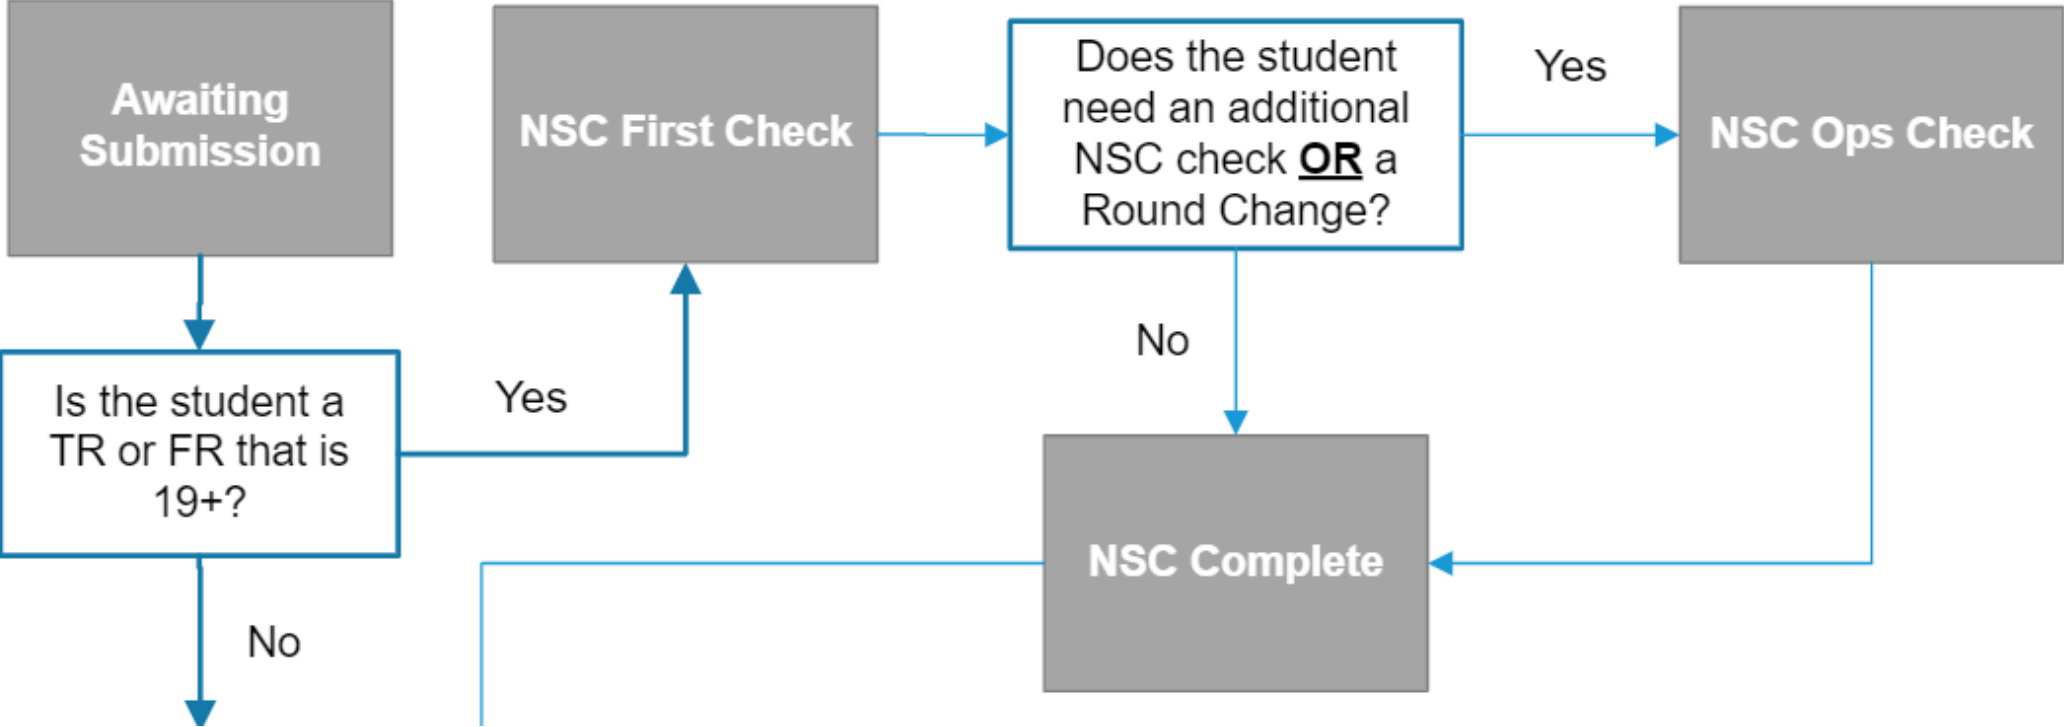 Awaiting
Submission
NSC First Check
Does the student
need an additional
NSC check OR a
Round Change?
Yes
NSC Ops Check
Is the student a
TR or FR that is
19+?
Yes
No
NSC Complete
No